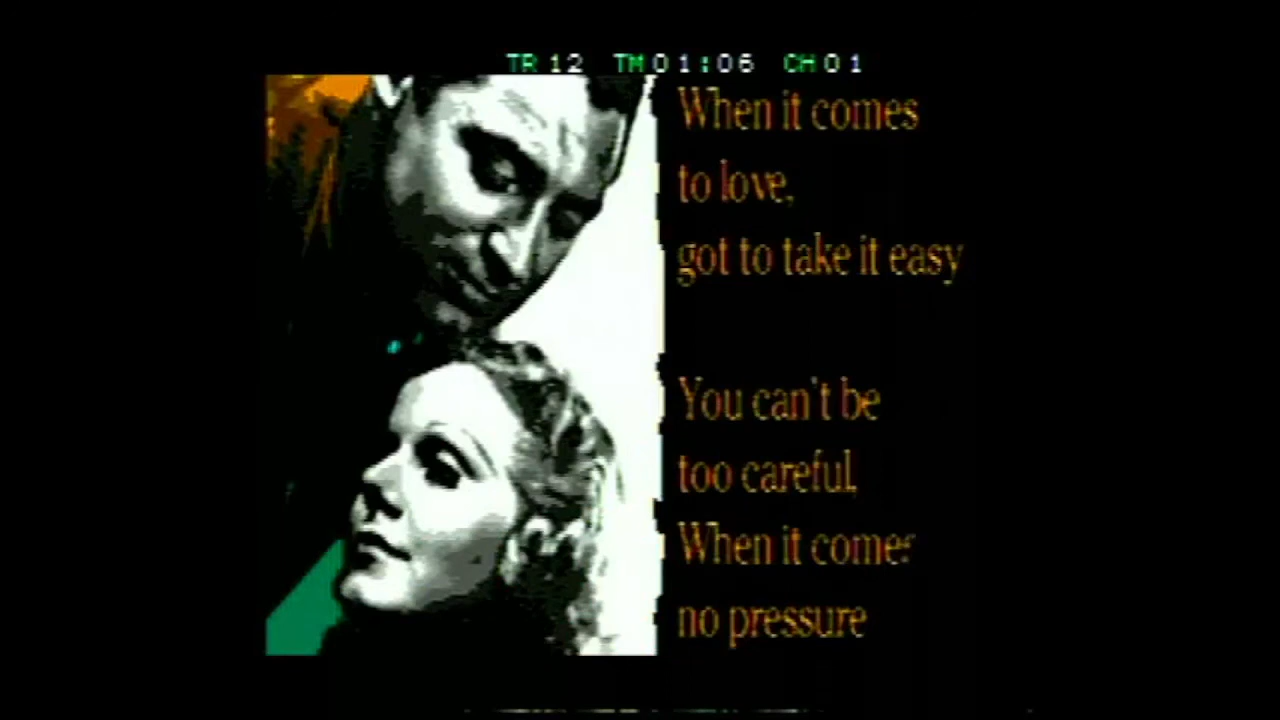 TR 12 TM 01:06 CH 01
When it comes
to love,
got to take it easy
You can't be
too careful,
When it comes
no pressure